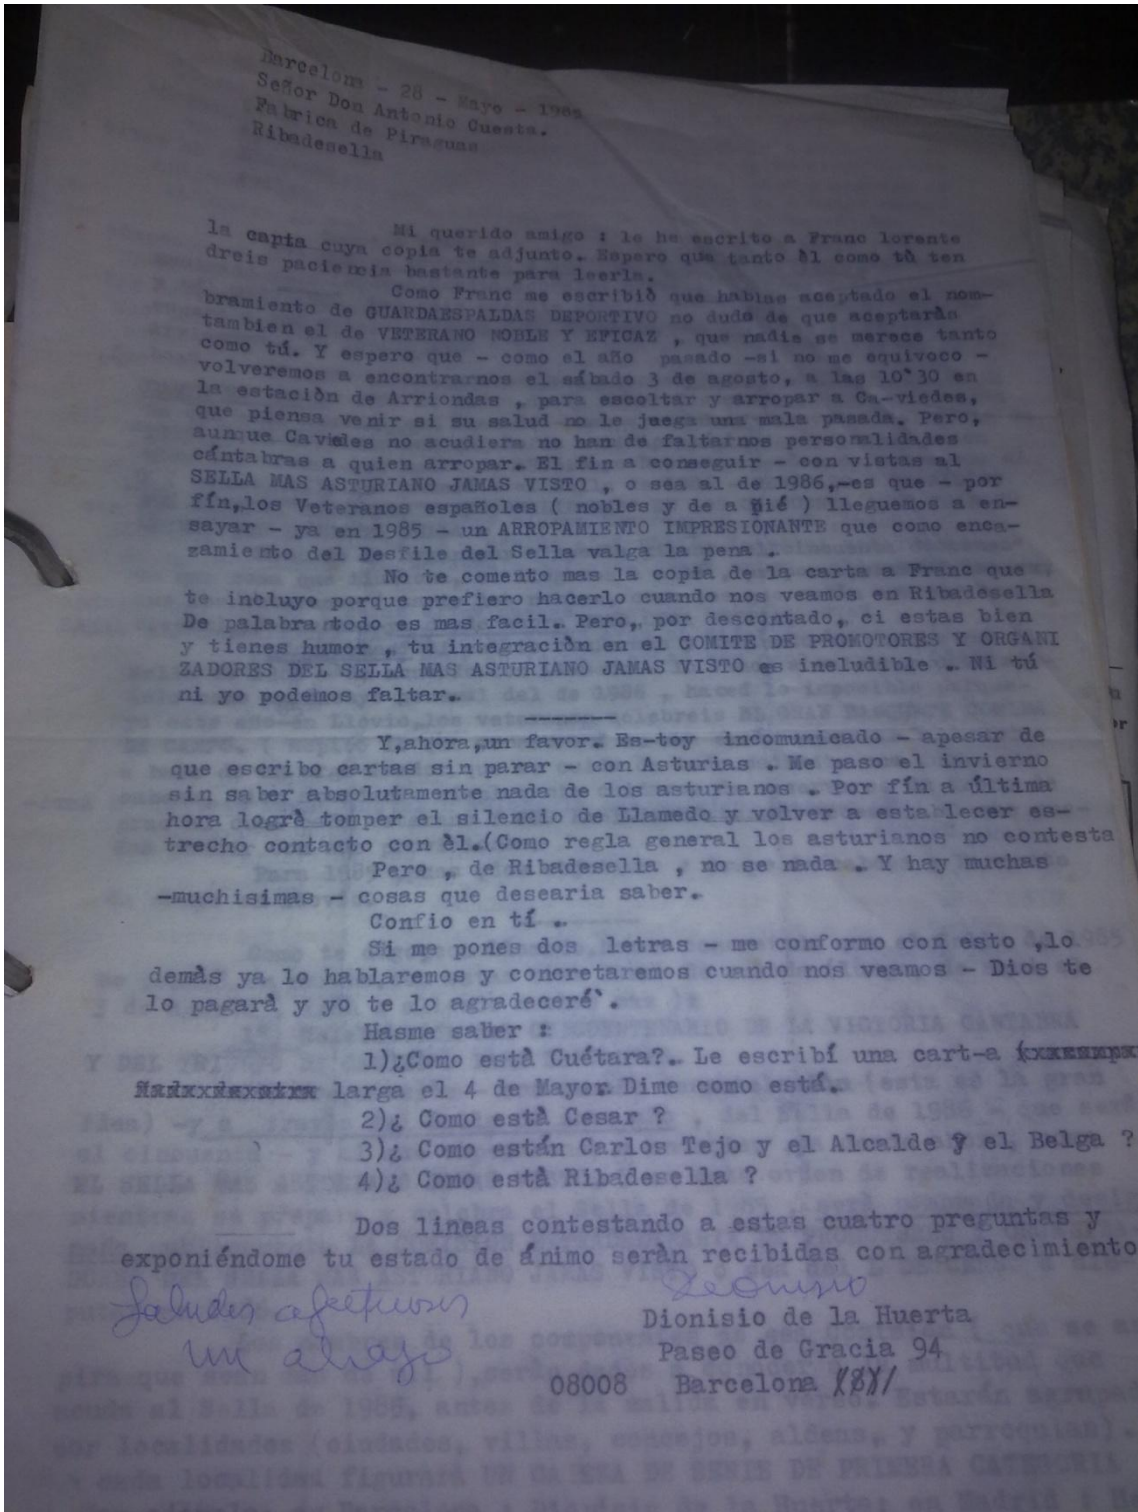 Barcelona - 28 - Mayo - 1985
Señor Don Antonio Cuesta.
Fabrica de Piraguas
Ribadesella
Mi querido amigo : le he escrito a Franc lorente
la capta cuya copia te adjunto. Espero que tanto èl como tù ten
dreis paciencia bastante para leerla.
Como Franc me escribiò que habias aceptado el nom-
bramiento de GUARDAESPALDAS DEPORTIVO no dudo de que aceptaràs
tambien el de VETERANO NOBLE Y EFICAZ , que nadie se merece tanto
como tú. Y espero que - como el año pasado -si no me equivoco -
volveremos a encontrarnos el sábado 3 de agosto, a las 10`30 en
la estaciòn de Arriondas , para escoltar y arropar a Ca-viedes,
que piensa venir si su salud no le juega una mala pasada. Pero,
aunque Caviedes no acudiera no han de faltarnos personalidades
cántabras a quien arropar. El fin a conseguir - con vistas al
SELLA MAS ASTURIANO JAMAS VISTO , o sea al de 1986,-es que - por
fín,los Veteranos españoles ( nobles y de a pié ) lleguemos a en-
sayar - ya en 1985 - un ARROPAMIENTO IMPRESIONANTE que como enca-
zamiento del Desfile del Sella valga la pena .
No te comento mas la copia de la carta a Franc que
te incluyo porque prefiero hacerlo cuando nos veamos en Ribadesella
De palabra todo es mas facil. Pero, por descontado, ci estas bien
y tienes humor , tu integraciòn en el COMITE DE PROMOTORES Y ORGANI
ZADORES DEL SELLA MAS ASTURIANO JAMAS VISTO es ineludible . Ni tú
ni yo podemos faltar.
Y,ahora,un favor. Es-toy incomunicado - apesar de
que escribo cartas sin parar - con Asturias . Me paso el invierno
sin saber absolutamente nada de los asturianos . Por fín a última
hora logrè tomper el silencio de Llamedo y volver a establecer es-
trecho contacto con èl.(Como regla general los asturianos no contesta
Pero , de Ribadesella , no se nada . Y hay muchas
-muchisimas - cosas que desearia saber.
Confio en tí .
Si me pones dos letras - me conformo con esto ,lo
demàs ya lo hablaremos y concretaremos cuando nos veamos - Dios te
lo pagarà y yo te lo agradeceré`.
Hasme saber :
1)¿Como està Cuétara?. Le escribí una cart-a
larga el 4 de Mayor Dime como está.
2)¿ Como està Cesar ?
3)¿ Como están Carlos Tejo y el Alcalde y el Belga ?
4)¿ Como està Ribadesella ?
Dos lineas contestando a estas cuatro preguntas y
exponiéndome tu estado de ánimo seràn recibidas con agradecimiento
Saludos afectuosos
un abrazo
Dionisio
Dionisio de la Huerta
Paseo de Gracia 94
08008 Barcelona